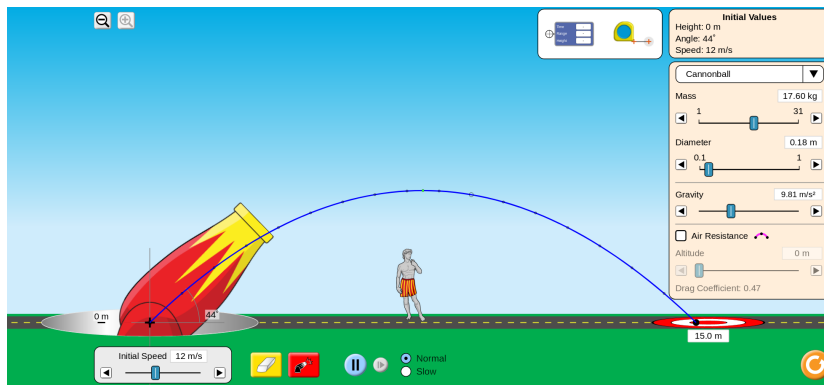 Initial Values
Height: 0 m
Angle: 44°
Speed: 12 m/s
Cannonball
Mass
17.60 kg
1
31
Diameter
0.18 m
0.1
1
Gravity
9.81 m/s²
Air Resistance
Altitude
0 m
Drag Coefficient: 0.47
0 m
44°
15.0 m
Initial Speed
12 m/s
Normal
Slow